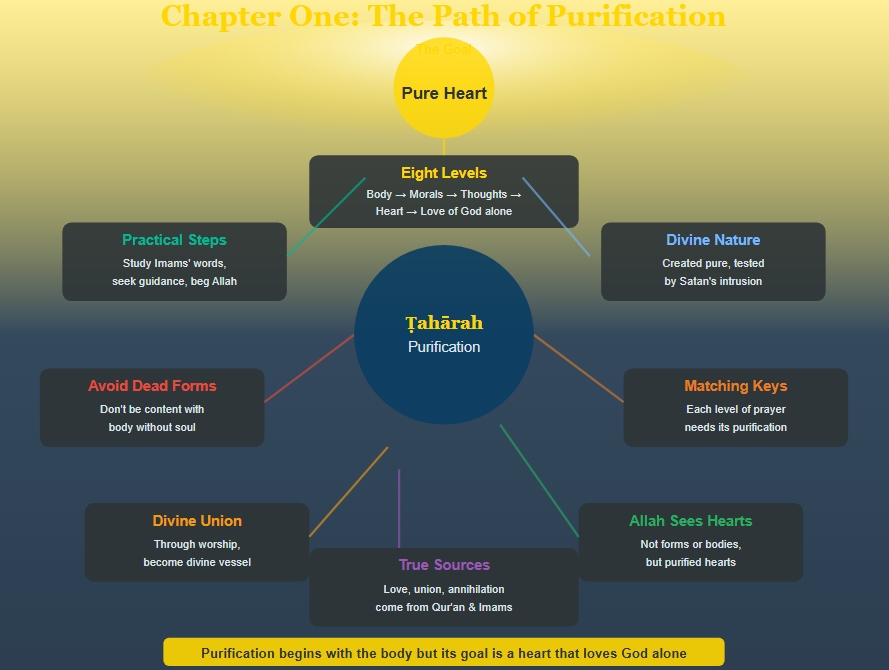 Chapter One: The Path of Purification
The Goal
Pure Heart
Eight Levels
Body → Morals → Thoughts →
Heart → Love of God alone
Practical Steps
Study Imams' words,
seek guidance, beg Allah
Divine Nature
Created pure, tested
by Satan's intrusion
Ṭahārah
Purification
Avoid Dead Forms
Don't be content with
body without soul
Matching Keys
Each level of prayer
needs its purification
Divine Union
Through worship,
become divine vessel
Allah Sees Hearts
Not forms or bodies,
but purified hearts
True Sources
Love, union, annihilation
come from Qur'an & Imams
Purification begins with the body but its goal is a heart that loves God alone